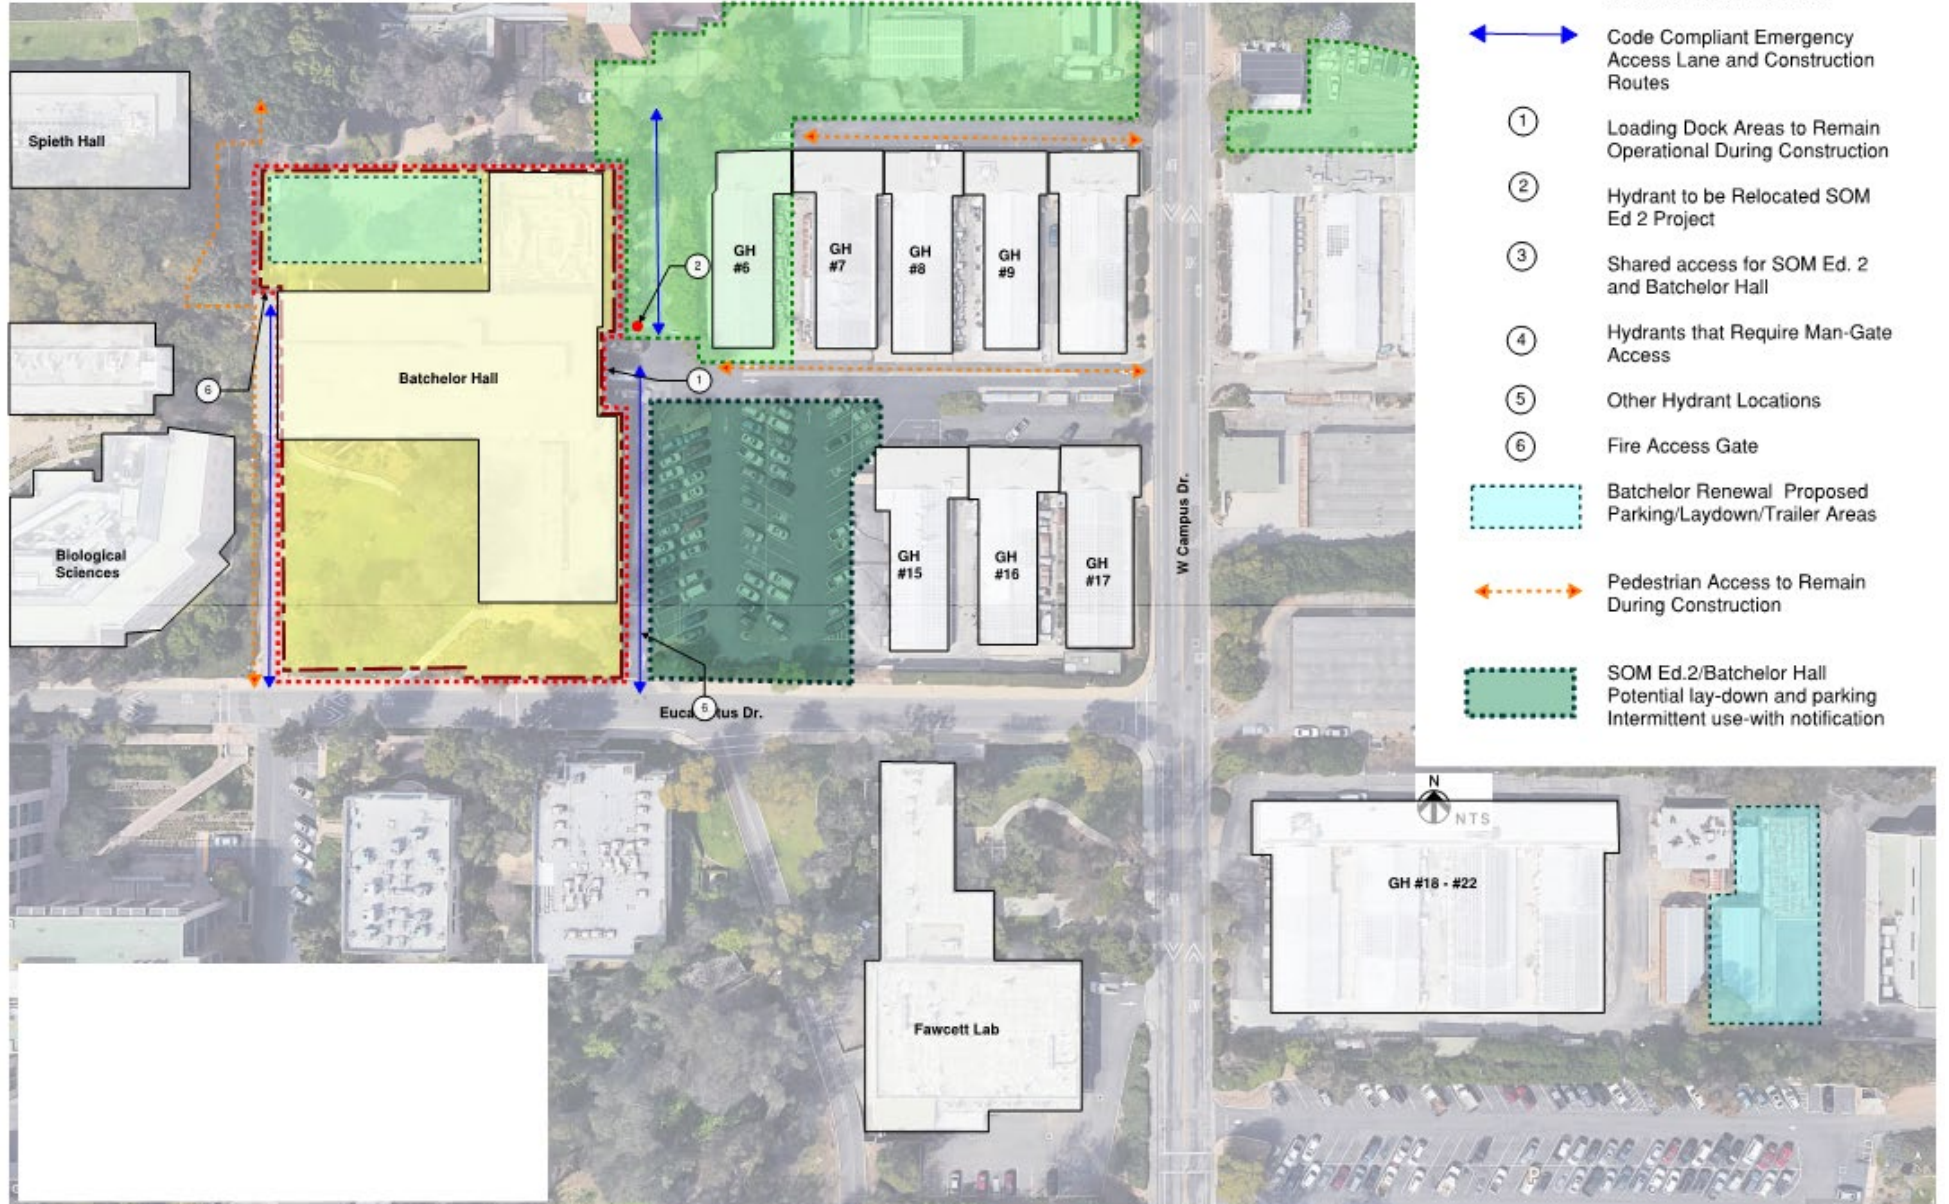 Code Compliant Emergency
Access Lane and Construction
Routes
1
Loading Dock Areas to Remain
Operational During Construction
2
Hydrant to be Relocated SOM
Ed 2 Project
3
Shared access for SOM Ed. 2
and Batchelor Hall
4
Hydrants that Require Man-Gate
Access
5
Other Hydrant Locations
6
Fire Access Gate
Batchelor Renewal Proposed
Parking/Laydown/Trailer Areas
Pedestrian Access to Remain
During Construction
SOM Ed.2/Batchelor Hall
Potential lay-down and parking
Intermittent use-with notification
Spieth Hall
GH
#6
GH
#7
GH
#8
GH
#9
2
1
6
Batchelor Hall
Biological
Sciences
GH
#15
GH
#16
GH
#17
W Campus Dr.
6
Dr.
N
NTS
GH #18 - #22
Fawcett Lab